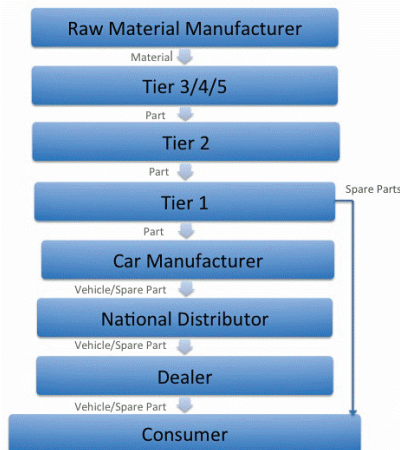 Raw Material Manufacturer
Material
Tier 3/4/5
Part
Tier 2
Part
Tier 1
Spare Parts
Part
Car Manufacturer
Vehicle/Spare Part
National Distributor
Vehicle/Spare Part
Dealer
Vehicle/Spare Part
Consumer